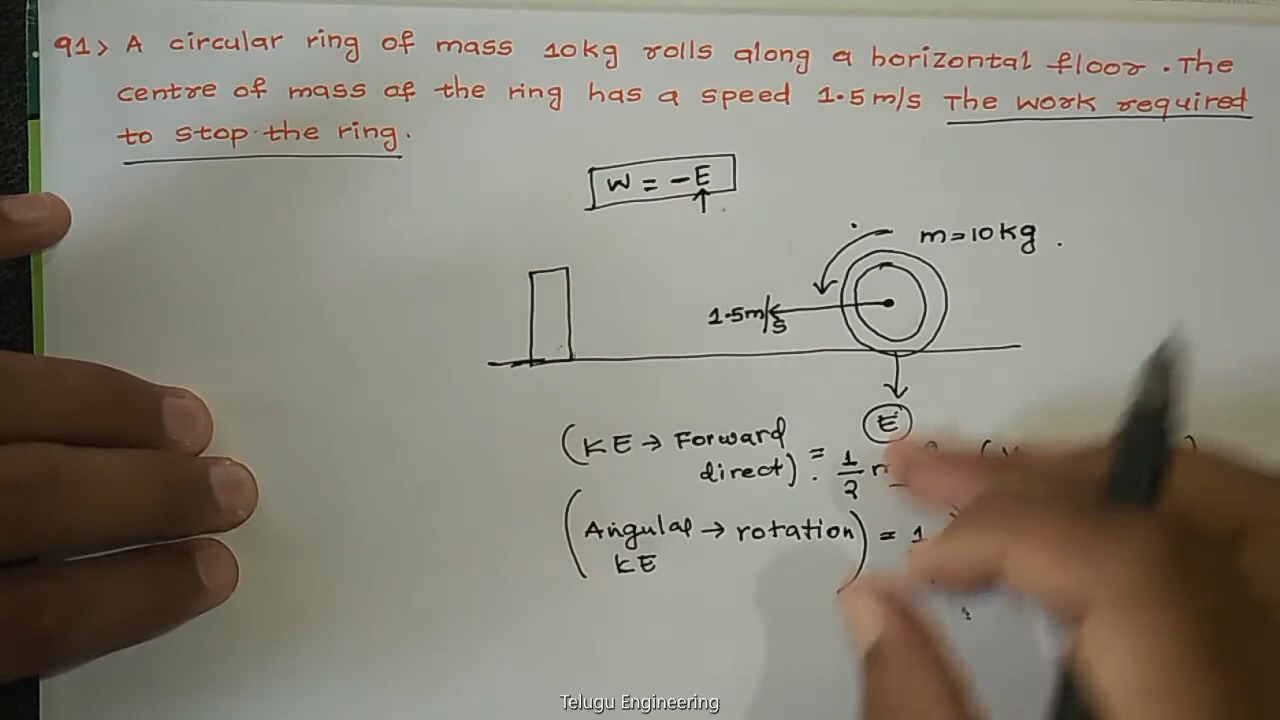 Q1> A circular ring of mass 10kg rolls along a horizontal floor. The
centre of mass of the ring has a speed 1.5m/s The work required
to stop the ring.
W = -E
m=10kg.
1.5m/s
E
(KE → Forward
direct) = 1/2 m
(Angular → rotation) = 1
KE
Telugu Engineering